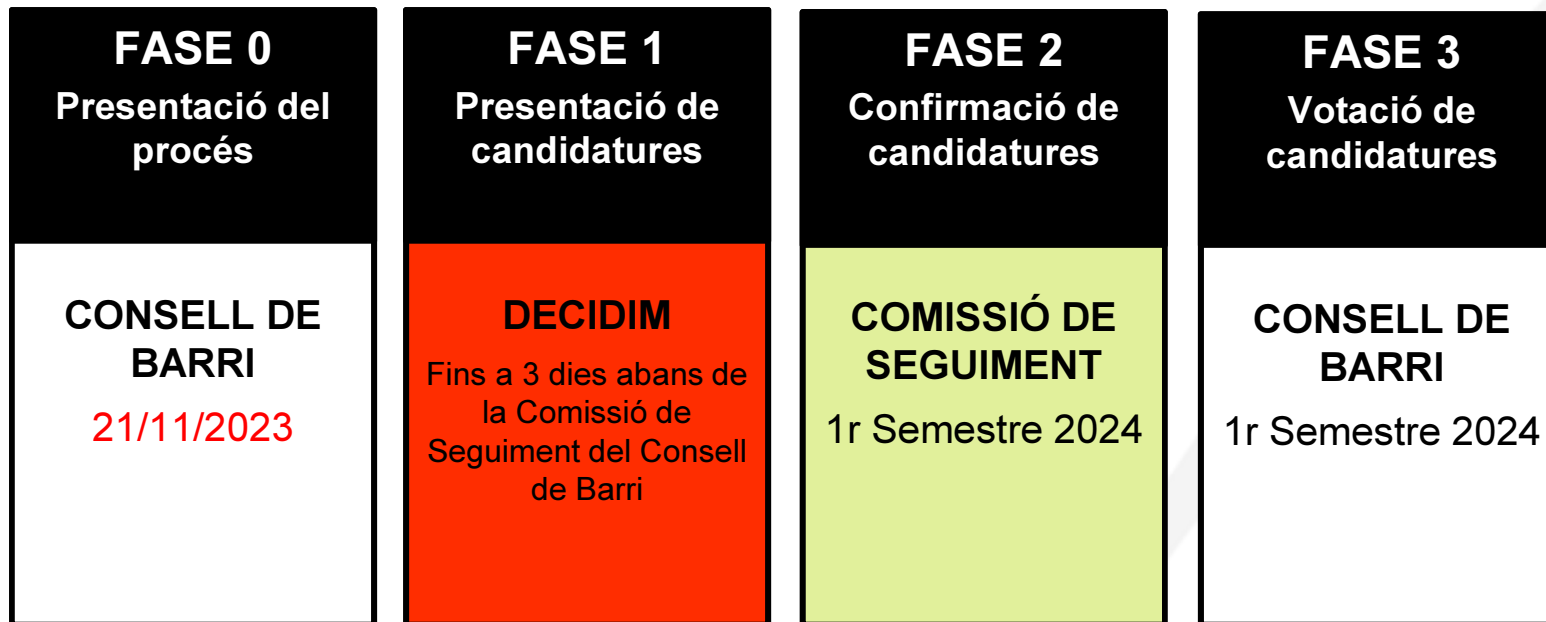 FASE 0
Presentació del
procés
CONSELL DE
BARRI
21/11/2023
FASE 1
Presentació de
candidatures
DECIDIM
Fins a 3 dies abans de
la Comissió de
Seguiment del Consell
de Barri
FASE 2
Confirmació de
candidatures
COMISSIÓ DE
SEGUIMENT
1r Semestre 2024
FASE 3
Votació de
candidatures
CONSELL DE
BARRI
1r Semestre 2024